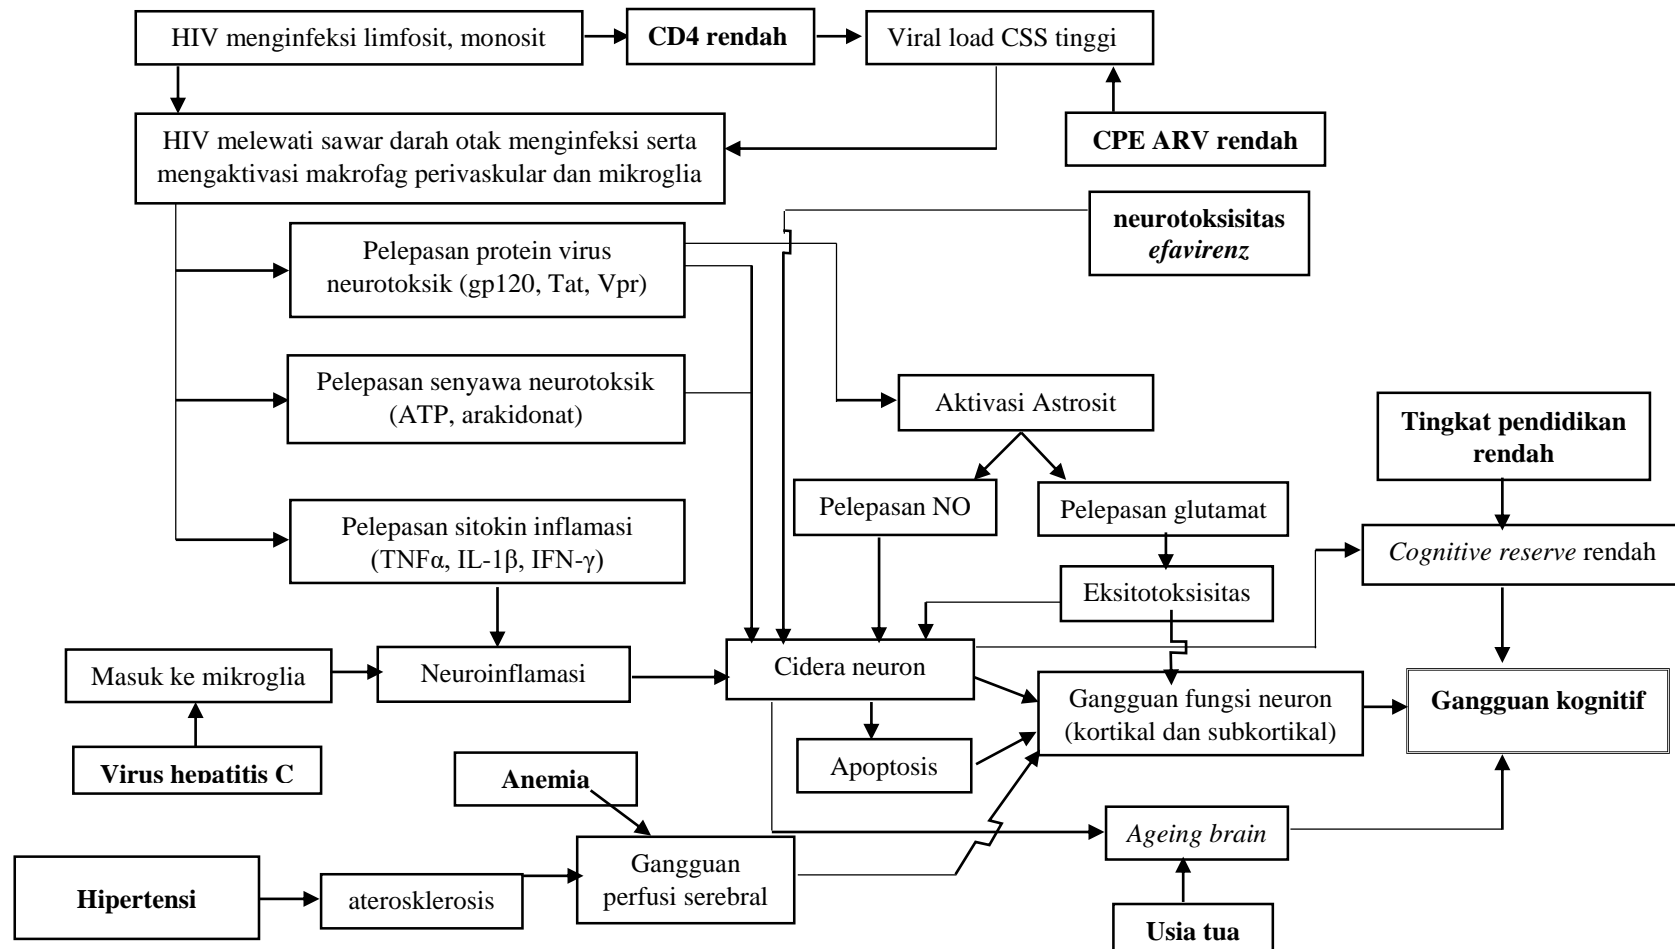 HIV menginfeksi limfosit, monosit
CD4 rendah
Viral load CSS tinggi
HIV melewati sawar darah otak menginfeksi serta
mengaktivasi makrofag perivaskular dan mikroglia
CPE ARV rendah
neurotoksisitas
efavirenz
Pelepasan protein virus
neurotoksik (gp120, Tat, Vpr)
Pelepasan senyawa neurotoksik
(ATP, arakidonat)
Aktivasi Astrosit
Tingkat pendidikan
rendah
Pelepasan NO
Pelepasan glutamat
Pelepasan sitokin inflamasi
(TNFα, IL-1β, IFN-γ)
Cognitive reserve rendah
Eksitotoksisitas
Masuk ke mikroglia
Neuroinflamasi
Cidera neuron
Gangguan fungsi neuron
(kortikal dan subkortikal)
Gangguan kognitif
Virus hepatitis C
Anemia
Apoptosis
Ageing brain
Hipertensi
aterosklerosis
Gangguan
perfusi serebral
Usia tua